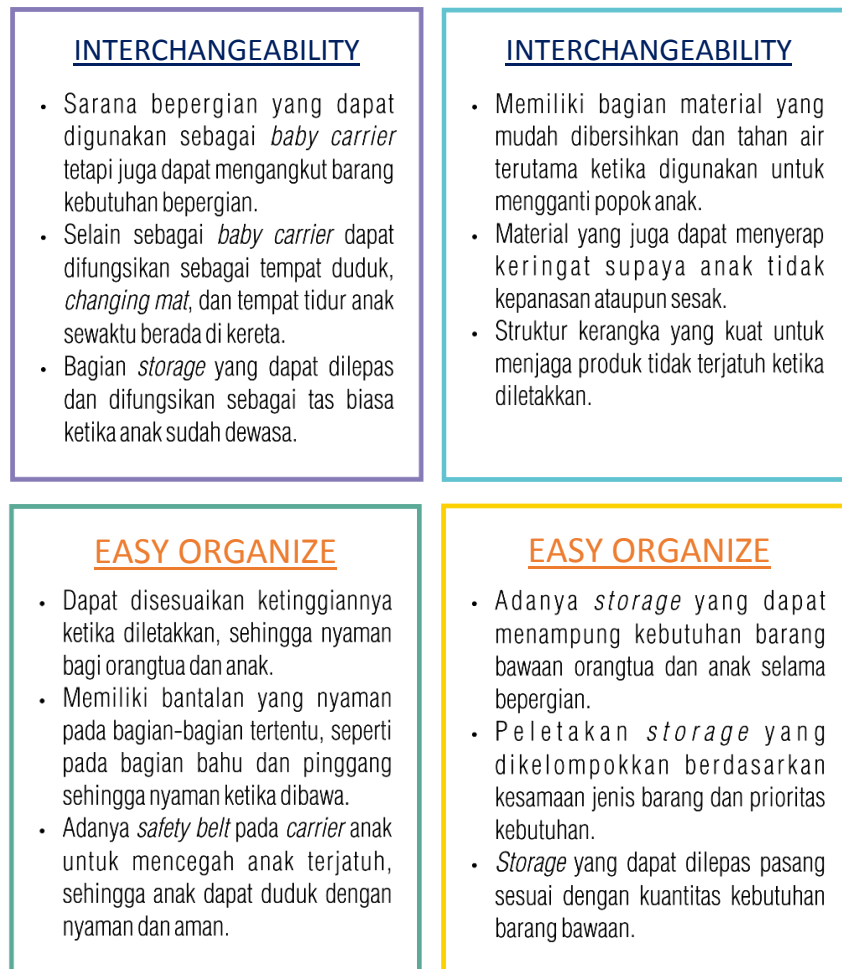 INTERCHANGEABILITY
• Sarana bepergian yang dapat
digunakan sebagai baby carrier
tetapi juga dapat mengangkut barang
kebutuhan bepergian.
• Selain sebagai baby carrier dapat
difungsikan sebagai tempat duduk,
changing mat, dan tempat tidur anak
sewaktu berada di kereta.
• Bagian storage yang dapat dilepas
dan difungsikan sebagai tas biasa
ketika anak sudah dewasa.
INTERCHANGEABILITY
• Memiliki bagian material yang
mudah dibersihkan dan tahan air
terutama ketika digunakan untuk
mengganti popok anak.
• Material yang juga dapat menyerap
keringat supaya anak tidak
kepanasan ataupun sesak.
• Struktur kerangka yang kuat untuk
menjaga produk tidak terjatuh ketika
diletakkan.
EASY ORGANIZE
• Dapat disesuaikan ketinggiannya
ketika diletakkan, sehingga nyaman
bagi orangtua dan anak.
• Memiliki bantalan yang nyaman
pada bagian-bagian tertentu, seperti
pada bagian bahu dan pinggang
sehingga nyaman ketika dibawa.
• Adanya safety belt pada carrier anak
untuk mencegah anak terjatuh,
sehingga anak dapat duduk dengan
nyaman dan aman.
EASY ORGANIZE
• Adanya storage yang dapat
menampung kebutuhan barang
bawaan orangtua dan anak selama
bepergian.
• Peletakan storage yang
dikelompokkan berdasarkan
kesamaan jenis barang dan prioritas
kebutuhan.
• Storage yang dapat dilepas pasang
sesuai dengan kuantitas kebutuhan
barang bawaan.